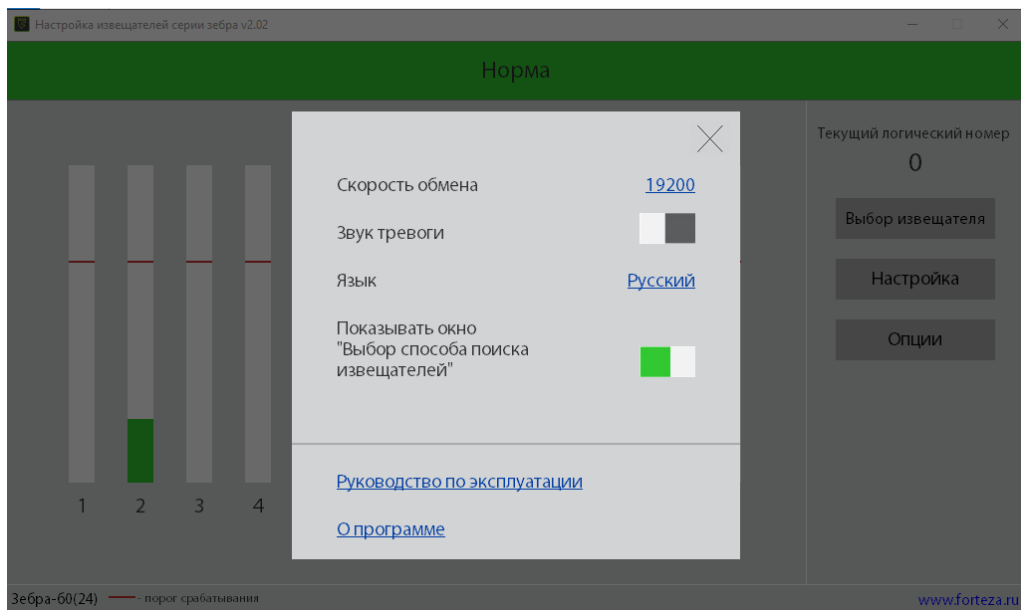 Настройка извещателей серии зебра v2.02
Норма
Текущий логический номер
0
Выбор извещателя
Настройка
Опции
Скорость обмена 19200
Звук тревоги
Язык Русский
Показывать окно
"Выбор способа поиска
извещателей"
Руководство по эксплуатации
О программе
1 2 3 4
Зебра-60(24) - порог срабатывания
www.forteza.ru